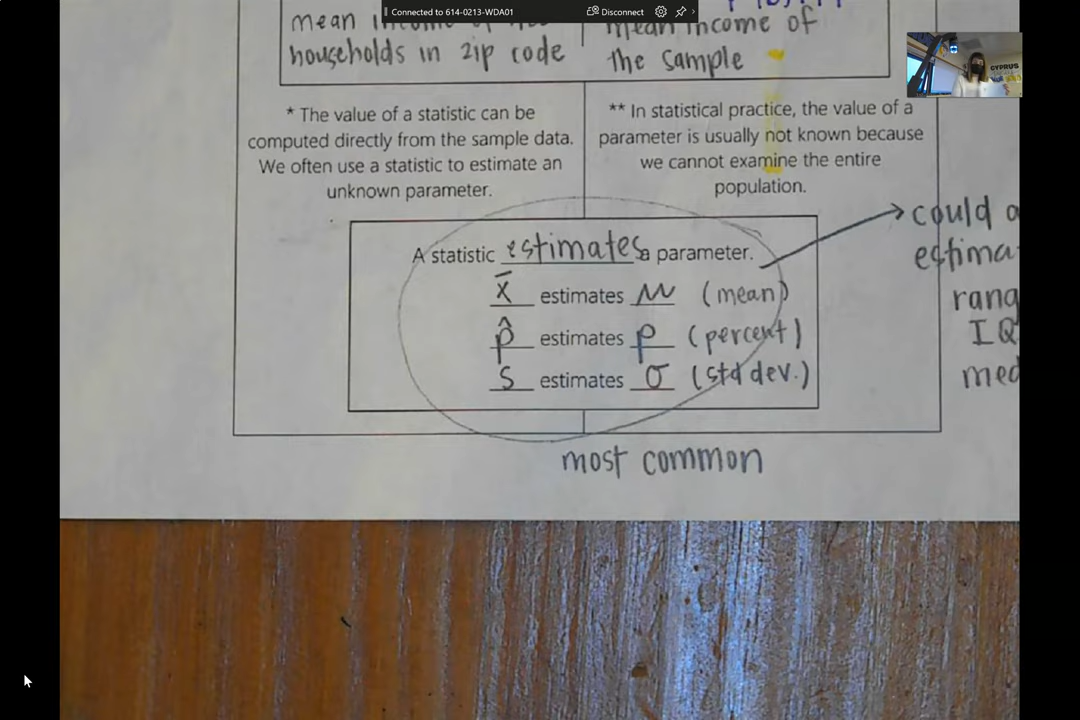 Connected to 614-0213-WDA01
Disconnect
mean income of
households in zip code
mean income of
the sample
CYPRUS
* The value of a statistic can be
computed directly from the sample data.
We often use a statistic to estimate an
unknown parameter.
** In statistical practice, the value of a
parameter is usually not known because
we cannot examine the entire
population.
A statistic estimates a parameter.
x̄ estimates μ (mean)
p̂ estimates p (percent)
s estimates σ (std dev.)
most common
could
estima
rang
IQ
med